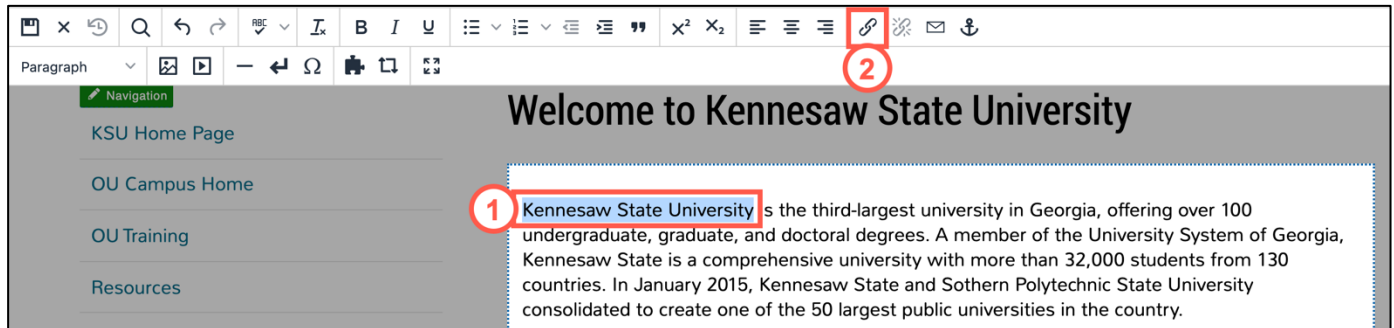 ABC
Tx B I U
x² X₂
Paragraph
Ω
2
Navigation
KSU Home Page
OU Campus Home
OU Training
Resources
Welcome to Kennesaw State University
1
Kennesaw State University is the third-largest university in Georgia, offering over 100
undergraduate, graduate, and doctoral degrees. A member of the University System of Georgia,
Kennesaw State is a comprehensive university with more than 32,000 students from 130
countries. In January 2015, Kennesaw State and Sothern Polytechnic State University
consolidated to create one of the 50 largest public universities in the country.